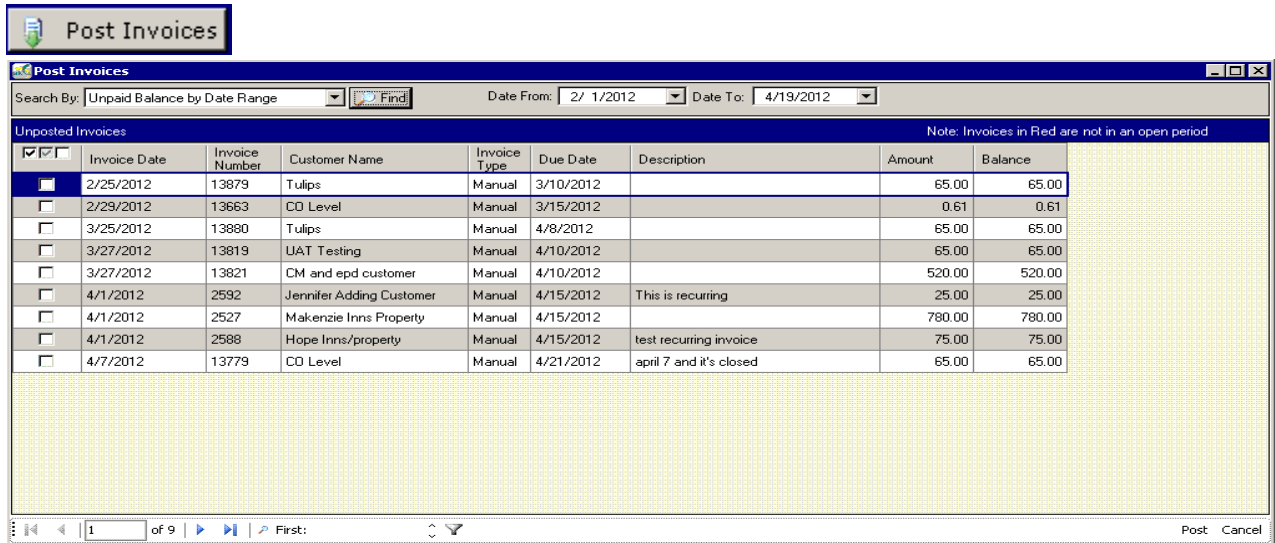 Post Invoices
Post Invoices
Search By: Unpaid Balance by Date Range Find Date From: 2/ 1/2012 Date To: 4/19/2012
Unposted Invoices Note: Invoices in Red are not in an open period
Invoice Date Invoice Number Customer Name Invoice Type Due Date Description Amount Balance
2/25/2012 13879 Tulips Manual 3/10/2012 65.00 65.00
2/29/2012 13663 CO Level Manual 3/15/2012 0.61 0.61
3/25/2012 13880 Tulips Manual 4/8/2012 65.00 65.00
3/27/2012 13819 UAT Testing Manual 4/10/2012 65.00 65.00
3/27/2012 13821 CM and epd customer Manual 4/10/2012 520.00 520.00
4/1/2012 2592 Jennifer Adding Customer Manual 4/15/2012 This is recurring 25.00 25.00
4/1/2012 2527 Makenzie Inns Property Manual 4/15/2012 780.00 780.00
4/1/2012 2588 Hope Inns/property Manual 4/15/2012 test recurring invoice 75.00 75.00
4/7/2012 13779 CO Level Manual 4/21/2012 april 7 and it's closed 65.00 65.00
1 of 9 First: Post Cancel